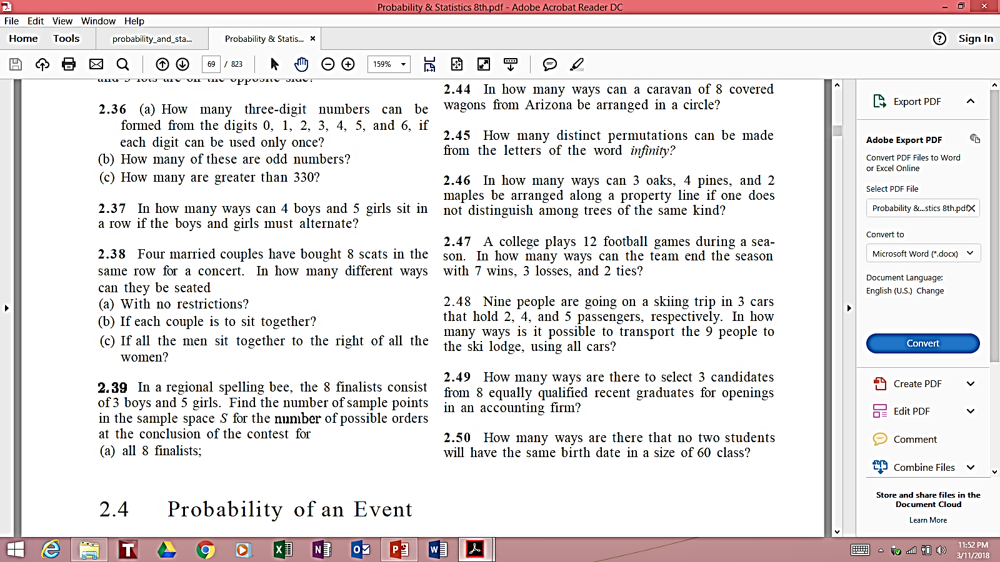 Probability & Statistics 8th.pdf - Adobe Acrobat Reader DC
File Edit View Window Help
Home Tools probability_and_sta... Probability & Statis... × ? Sign In
69 / 823 159%
and 5 lots are on the opposite side?
2.36 (a) How many three-digit numbers can be
formed from the digits 0, 1, 2, 3, 4, 5, and 6, if
each digit can be used only once?
(b) How many of these are odd numbers?
(c) How many are greater than 330?
2.37 In how many ways can 4 boys and 5 girls sit in
a row if the boys and girls must alternate?
2.38 Four married couples have bought 8 scats in the
same row for a concert. In how many different ways
can they be seated
(a) With no restrictions?
(b) If each couple is to sit together?
(c) If all the men sit together to the right of all the
women?
2.39 In a regional spelling bee, the 8 finalists consist
of 3 boys and 5 girls. Find the number of sample points
in the sample space S for the number of possible orders
at the conclusion of the contest for
(a) all 8 finalists;
2.44 In how many ways can a caravan of 8 covered
wagons from Arizona be arranged in a circle?
2.45 How many distinct permutations can be made
from the letters of the word infinity?
2.46 In how many ways can 3 oaks, 4 pines, and 2
maples be arranged along a property line if one does
not distinguish among trees of the same kind?
2.47 A college plays 12 football games during a sea-
son. In how many ways can the team end the season
with 7 wins, 3 losses, and 2 ties?
2.48 Nine people are going on a skiing trip in 3 cars
that hold 2, 4, and 5 passengers, respectively. In how
many ways is it possible to transport the 9 people to
the ski lodge, using all cars?
2.49 How many ways are there to select 3 candidates
from 8 equally qualified recent graduates for openings
in an accounting firm?
2.50 How many ways are there that no two students
will have the same birth date in a size of 60 class?
2.4 Probability of an Event
Export PDF
Adobe Export PDF
Convert PDF Files to Word
or Excel Online
Select PDF File
Probability &...stics 8th.pdf
Convert to
Microsoft Word (*.docx)
Document Language:
English (U.S.) Change
Convert
Create PDF
Edit PDF
Comment
Combine Files
Store and share files in the
Document Cloud
Learn More
11:52 PM
3/11/2018